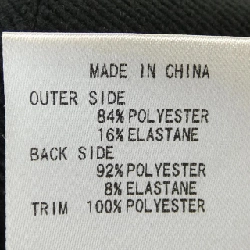 MADE IN CHINA
OUTER SIDE
84% POLYESTER
16% ELASTANE
BACK SIDE
92% POLYESTER
8% ELASTANE
TRIM 100% POLYESTER